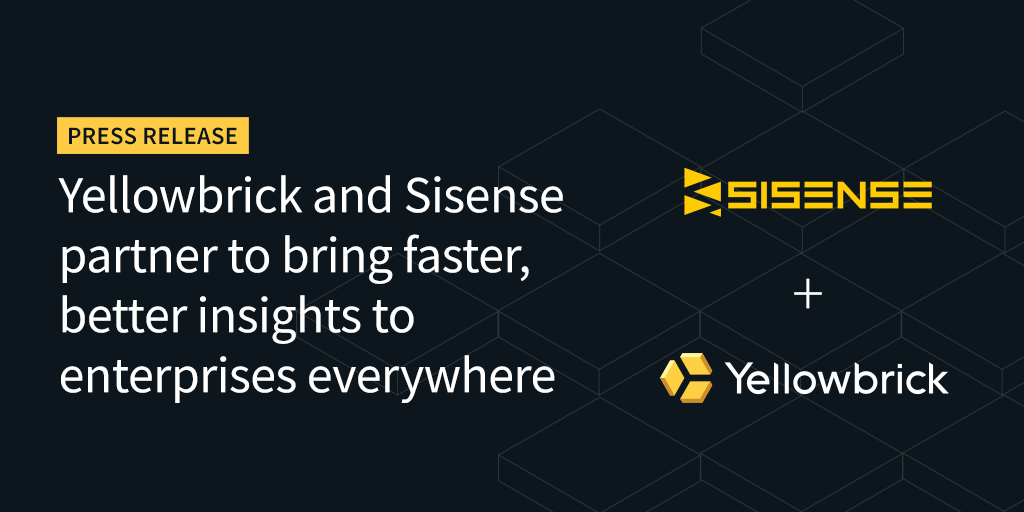 PRESS RELEASE
Yellowbrick and Sisense
partner to bring faster,
better insights to
enterprises everywhere
SISENSE
+
Yellowbrick